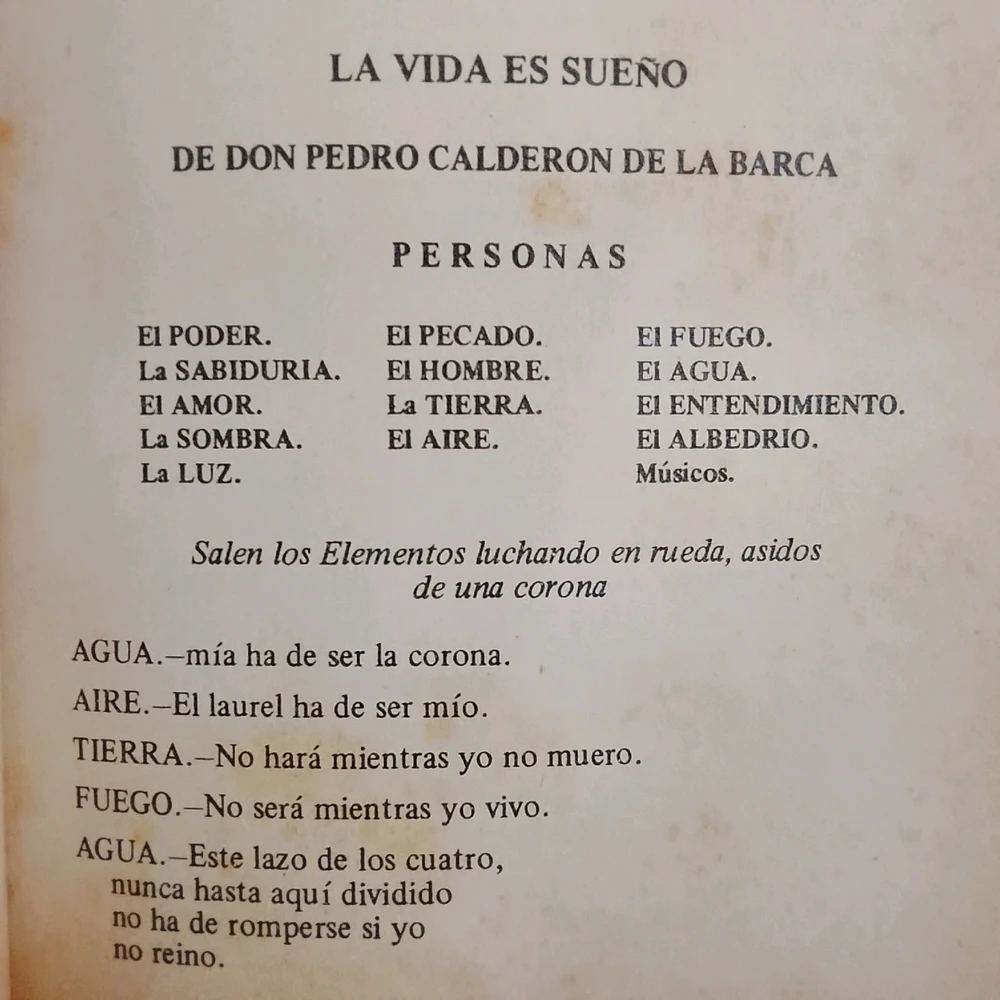 LA VIDA ES SUEÑO
DE DON PEDRO CALDERON DE LA BARCA
PERSONAS
El PODER. El PECADO. El FUEGO.
La SABIDURIA. El HOMBRE. El AGUA.
El AMOR. La TIERRA. El ENTENDIMIENTO.
La SOMBRA. El AIRE. El ALBEDRIO.
La LUZ. Músicos.
Salen los Elementos luchando en rueda, asidos
de una corona
AGUA.—mía ha de ser la corona.
AIRE.—El laurel ha de ser mío.
TIERRA.—No hará mientras yo no muero.
FUEGO.—No será mientras yo vivo.
AGUA.—Este lazo de los cuatro,
nunca hasta aquí dividido
no ha de romperse si yo
no reino.